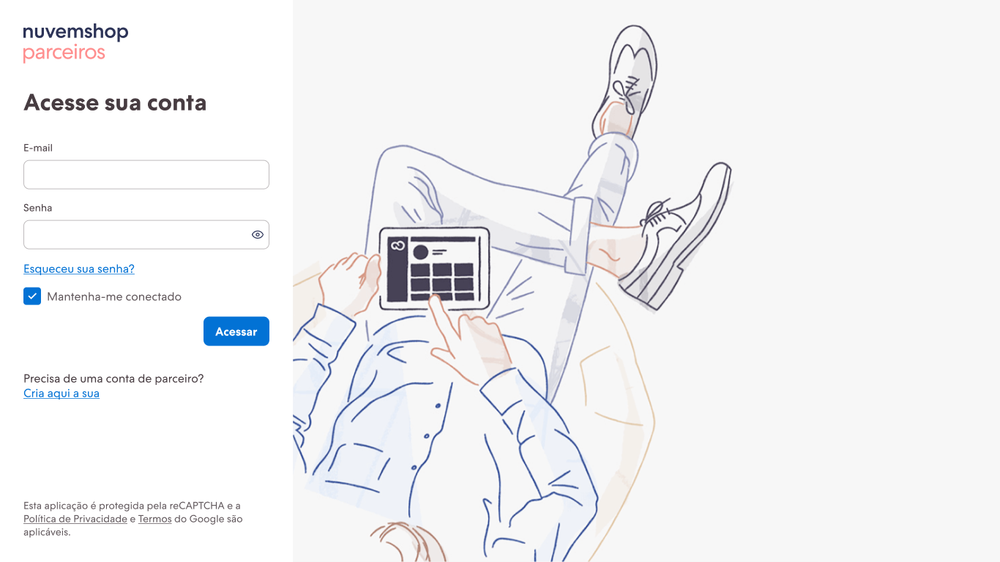 nuvemshop
parceiros
Acesse sua conta
E-mail
Senha
Esqueceu sua senha?
Mantenha-me conectado
Acessar
Precisa de uma conta de parceiro?
Cria aqui a sua
Esta aplicação é protegida pela reCAPTCHA e a
Política de Privacidade e Termos do Google são
aplicáveis.